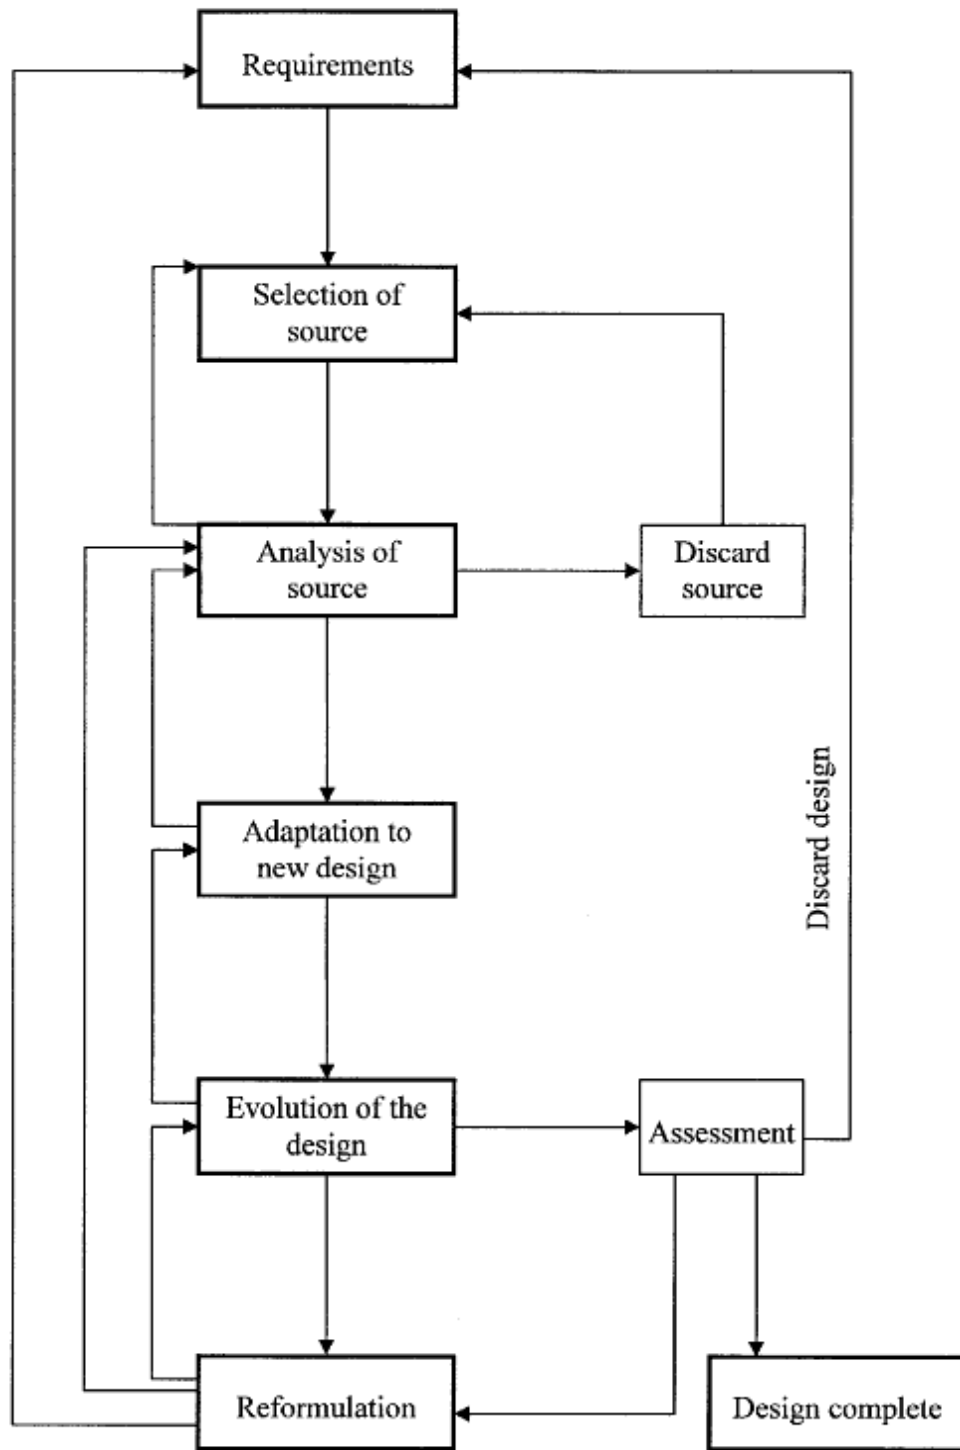 Requirements
Selection of
source
Analysis of
source
Discard
source
Adaptation to
new design
Discard design
Evolution of the
design
Assessment
Reformulation
Design complete